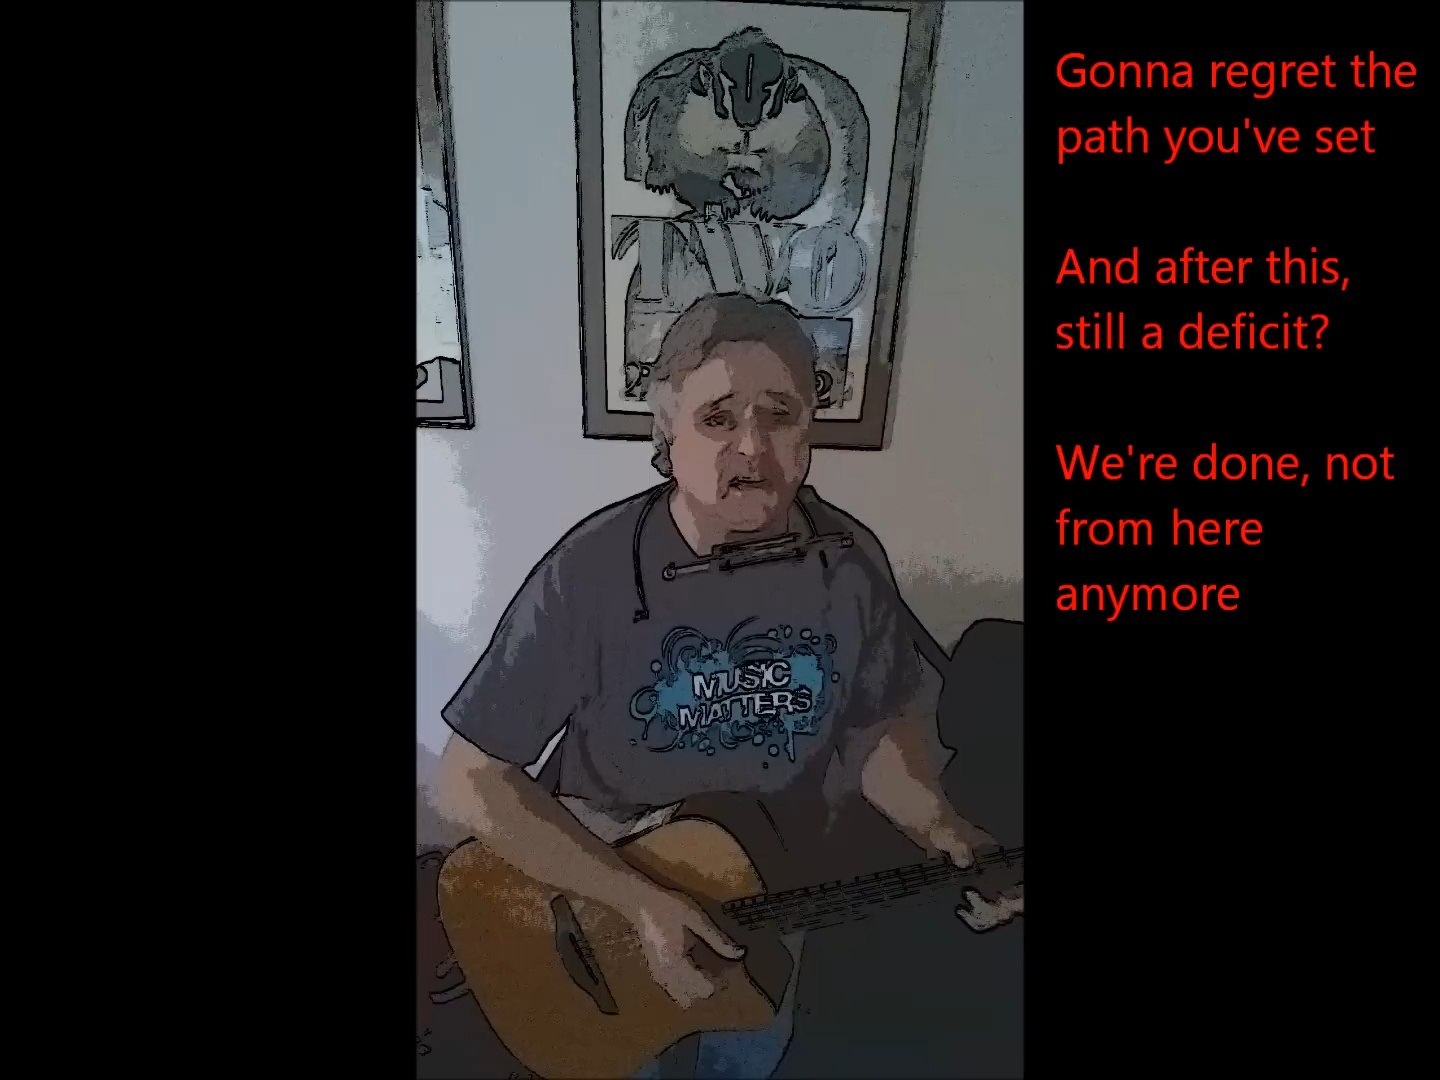 Gonna regret the
path you've set
And after this,
still a deficit?
We're done, not
from here
anymore
MUSIC
MATTERS